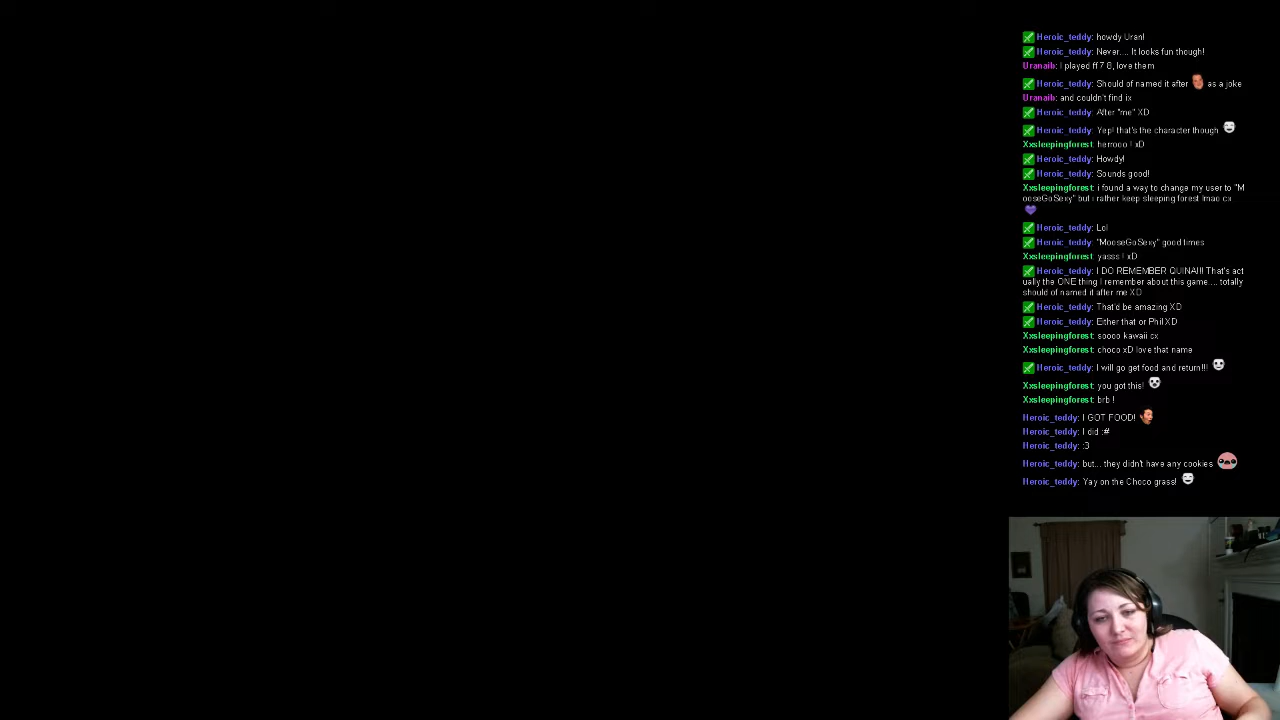 Heroic_teddy: howdy Uran!
Heroic_teddy: Never.... It looks fun though!
Uranaib: I played ff 7 8, love them
Heroic_teddy: Should of named it after as a joke
Uranaib: and couldn't find ix
Heroic_teddy: After "me" XD
Heroic_teddy: Yep! that's the character though
Xxsleepingforest: herrooo ! xD
Heroic_teddy: Howdy!
Heroic_teddy: Sounds good!
Xxsleepingforest: i found a way to change my user to "M
ooseGoSexy" but i rather keep sleeping forest lmao cx
Heroic_teddy: Lol
Heroic_teddy: "MooseGoSexy" good times
Xxsleepingforest: yasss ! xD
Heroic_teddy: I DO REMEMBER QUINA!!! That's act
ually the ONE thing I remember about this game.... totally
should of named it after me XD
Heroic_teddy: That'd be amazing XD
Heroic_teddy: Either that or Phil XD
Xxsleepingforest: soooo kawaii cx
Xxsleepingforest: choco xD love that name
Heroic_teddy: I will go get food and return!!!
Xxsleepingforest: you got this!
Xxsleepingforest: brb !
Heroic_teddy: I GOT FOOD!
Heroic_teddy: I did :#
Heroic_teddy: :3
Heroic_teddy: but... they didn't have any cookies
Heroic_teddy: Yay on the Choco grass!